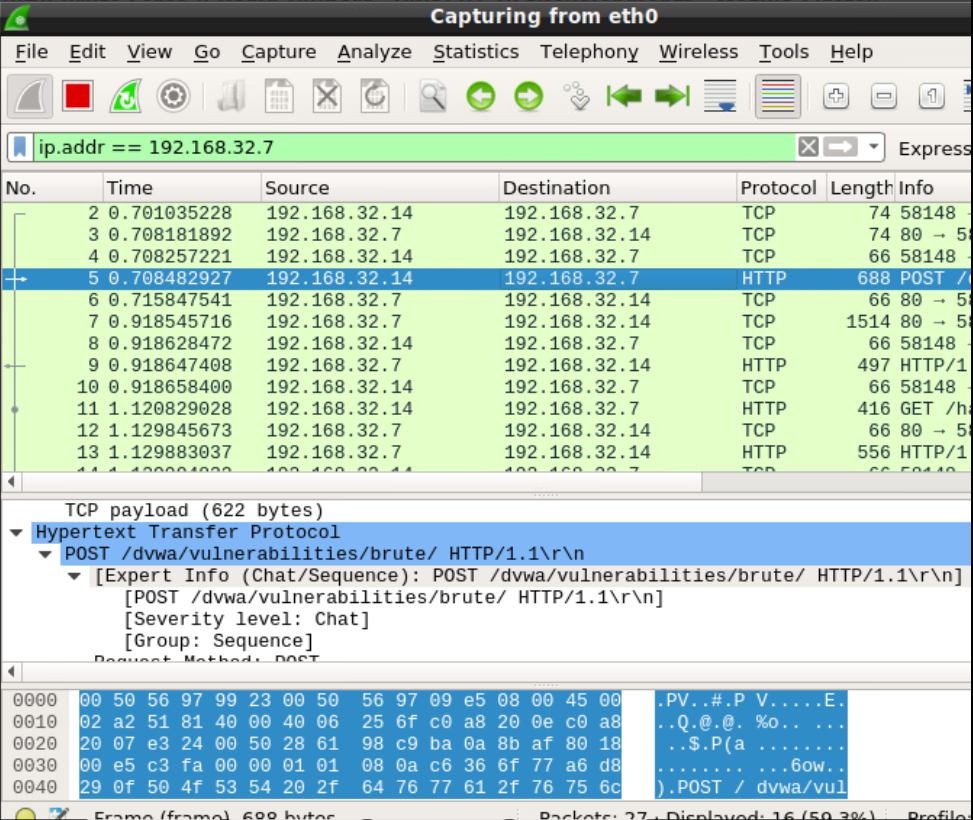 Capturing from eth0
File Edit View Go Capture Analyze Statistics Telephony Wireless Tools Help
ip.addr == 192.168.32.7 Express
No. Time Source Destination Protocol Length Info
2 0.701035228 192.168.32.14 192.168.32.7 TCP 74 58148
3 0.708181892 192.168.32.7 192.168.32.14 TCP 74 80 → 58
4 0.708257221 192.168.32.14 192.168.32.7 TCP 66 58148
5 0.708482927 192.168.32.14 192.168.32.7 HTTP 688 POST /
6 0.715847541 192.168.32.7 192.168.32.14 TCP 66 80 → 58
7 0.918545716 192.168.32.7 192.168.32.14 TCP 1514 80 → 58
8 0.918628472 192.168.32.14 192.168.32.7 TCP 66 58148
9 0.918647408 192.168.32.7 192.168.32.14 HTTP 497 HTTP/1
10 0.918658400 192.168.32.14 192.168.32.7 TCP 66 58148
11 1.120829028 192.168.32.14 192.168.32.7 HTTP 416 GET /ha
12 1.129845673 192.168.32.7 192.168.32.14 TCP 66 80 → 58
13 1.129883037 192.168.32.7 192.168.32.14 HTTP 556 HTTP/1
TCP payload (622 bytes)
Hypertext Transfer Protocol
POST /dvwa/vulnerabilities/brute/ HTTP/1.1\r\n
[Expert Info (Chat/Sequence): POST /dvwa/vulnerabilities/brute/ HTTP/1.1\r\n]
[POST /dvwa/vulnerabilities/brute/ HTTP/1.1\r\n]
[Severity level: Chat]
[Group: Sequence]
Request Method: POST
0000 00 50 56 97 99 23 00 50 56 97 09 e5 08 00 45 00 .PV..#.P V.....E.
0010 02 a2 51 81 40 00 40 06 25 6f c0 a8 20 0e c0 a8 ..Q.@.@. %o.. ...
0020 20 07 e3 24 00 50 28 61 98 c9 ba 0a 8b af 80 18 ..$.P(a ........
0030 00 e5 c3 fa 00 00 01 01 08 0a c6 36 6f 77 a6 d8 ........ ...6ow..
0040 29 0f 50 4f 53 54 20 2f 64 76 77 61 2f 76 75 6c ).POST / dvwa/vul
Frame (frame), 688 bytes Packets: 27 · Displayed: 16 (59.3%) Profile